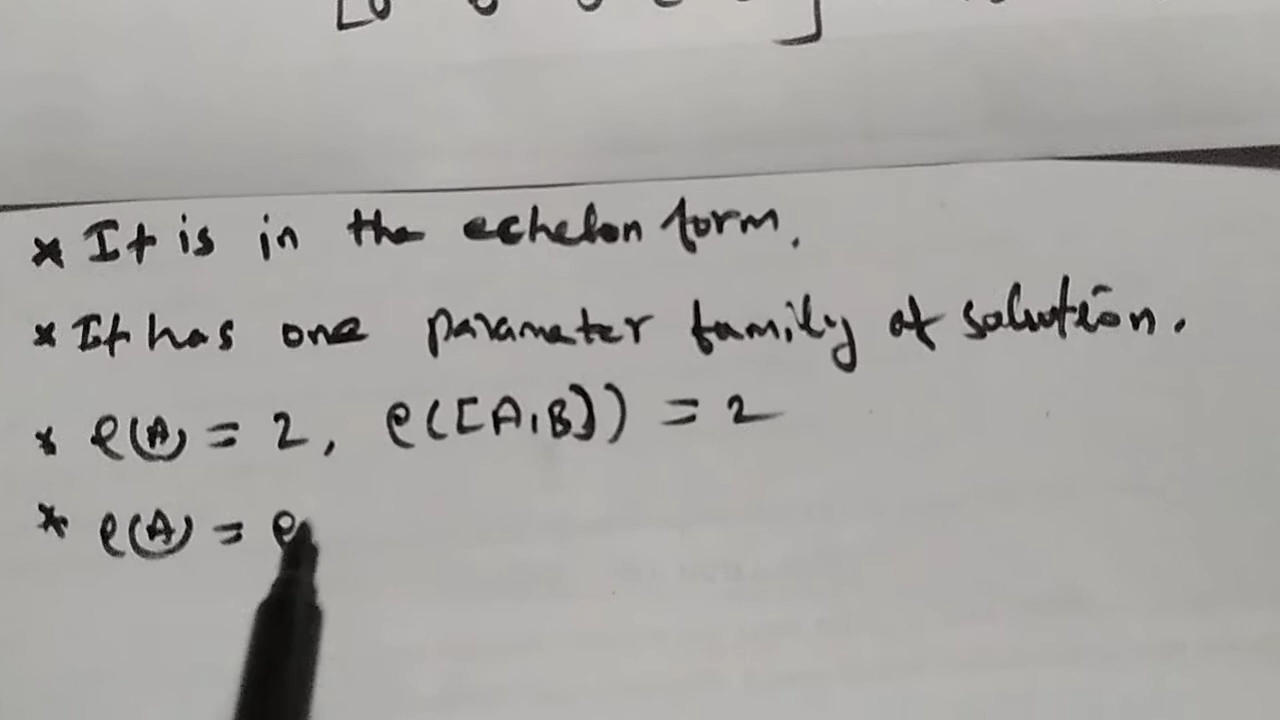 * It is in the echelon form.
* It has one parameter family of solution.
* ρ(A) = 2, ρ([A|B]) = 2
* ρ(A) = ρ